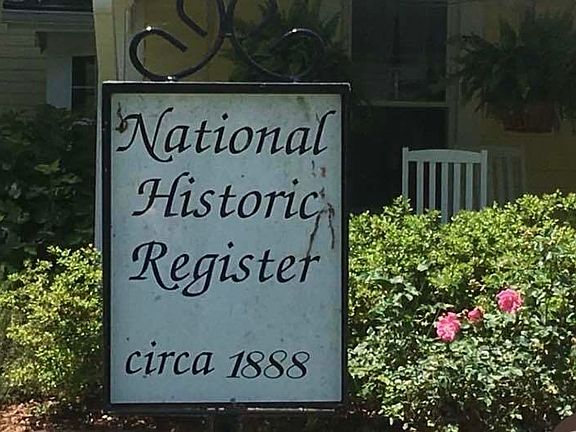 National
Historic
Register
circa 1888